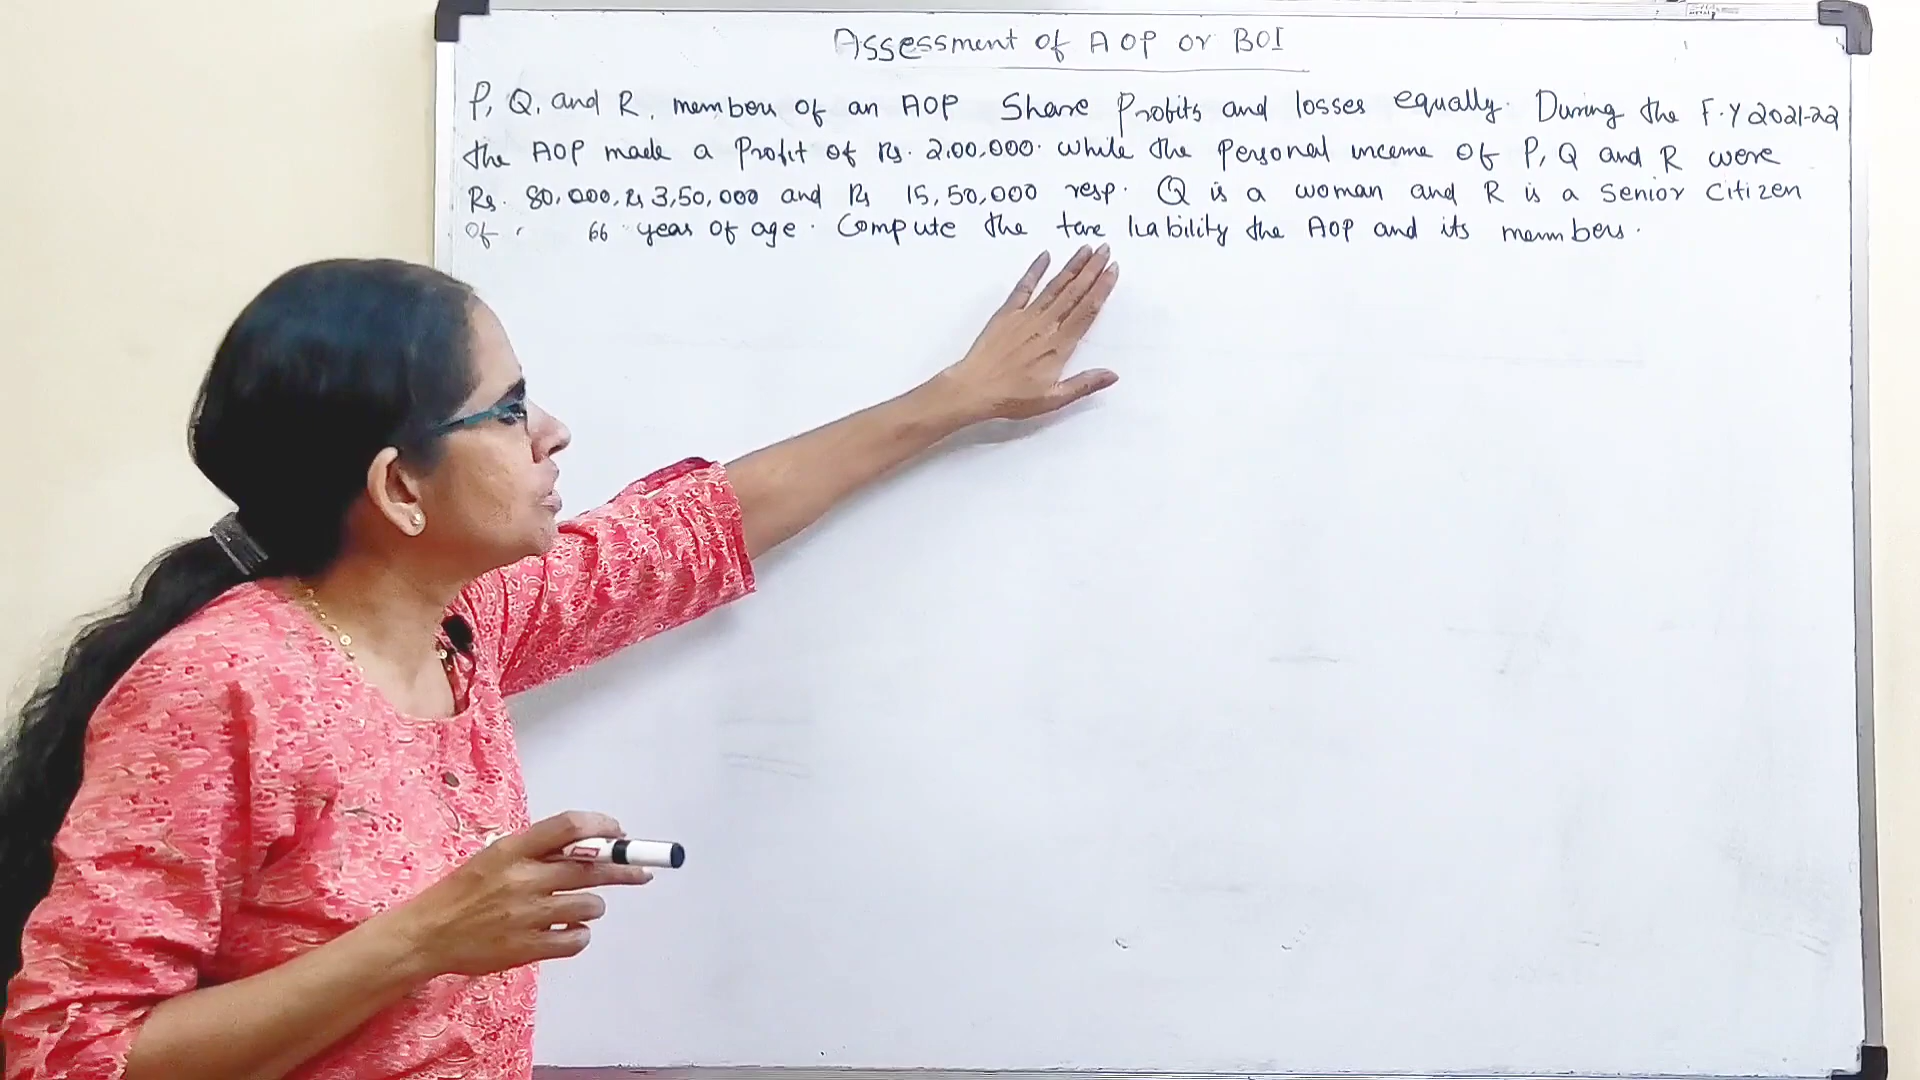 Assessment of AOP or BOI
P, Q, and R, members of an AOP Share Profits and losses equally. During the F.Y 2021-22
the AOP made a Profit of Rs. 2,00,000. while the Personal income of P, Q and R were
Rs. 80,000, Rs 3,50,000 and Rs 15,50,000 resp. Q is a woman and R is a Senior Citizen
of 66 year of age. Compute the tax liability the AOP and its members.